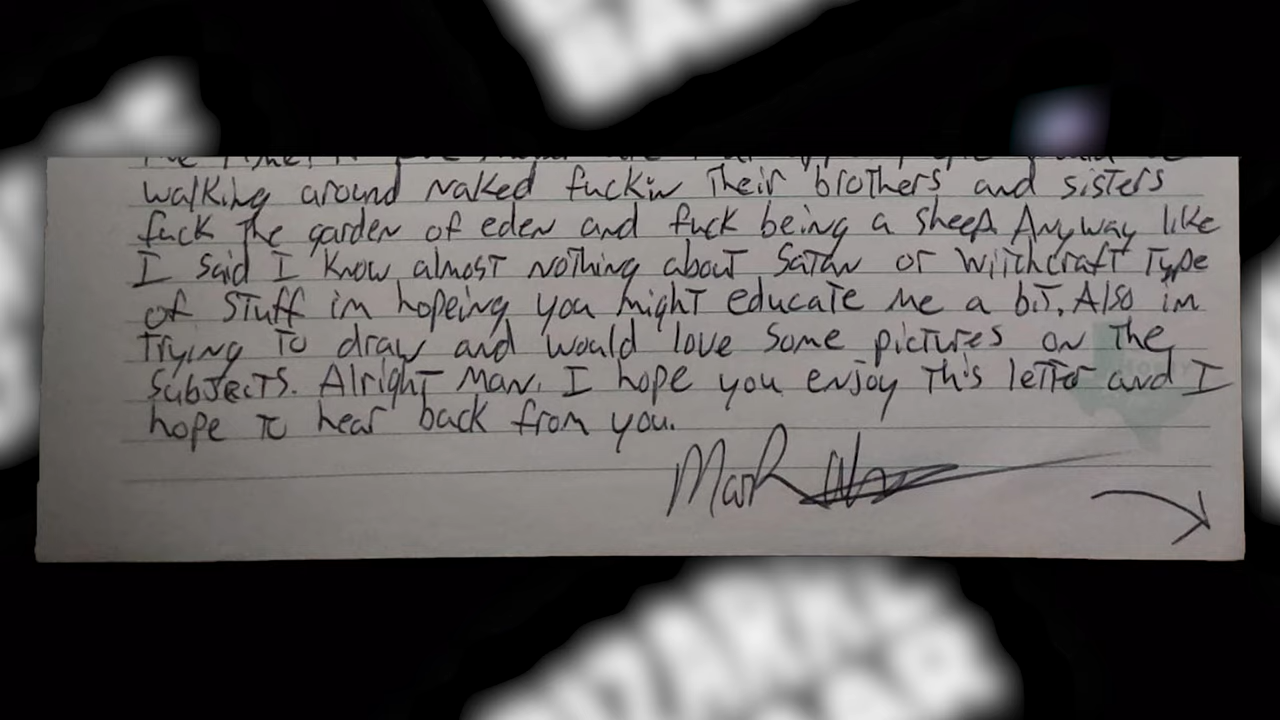 walking around naked fuckin their brothers and sisters
fuck the garden of eden and fuck being a sheep. Anyway like
I said I know almost nothing about Satan or witchcraft type
of stuff im hopeing you might educate me a bit. Also im
trying to draw and would love some pictures on the
subjects. Alright man. I hope you enjoy this letter and I
hope to hear back from you.
Mark